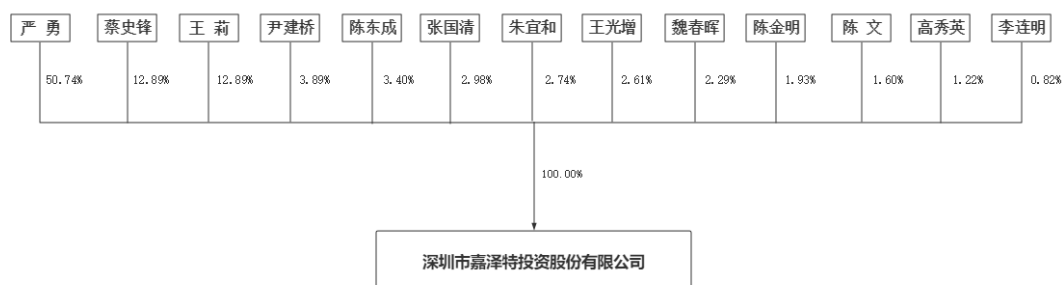 严 勇 蔡史锋 王 莉 尹建桥 陈东成 张国清 朱宜和 王光增 魏春晖 陈金明 陈 文 高秀英 李连明
50.74% 12.89% 12.89% 3.89% 3.40% 2.98% 2.74% 2.61% 2.29% 1.93% 1.60% 1.22% 0.82%
100.00%
深圳市嘉泽特投资股份有限公司